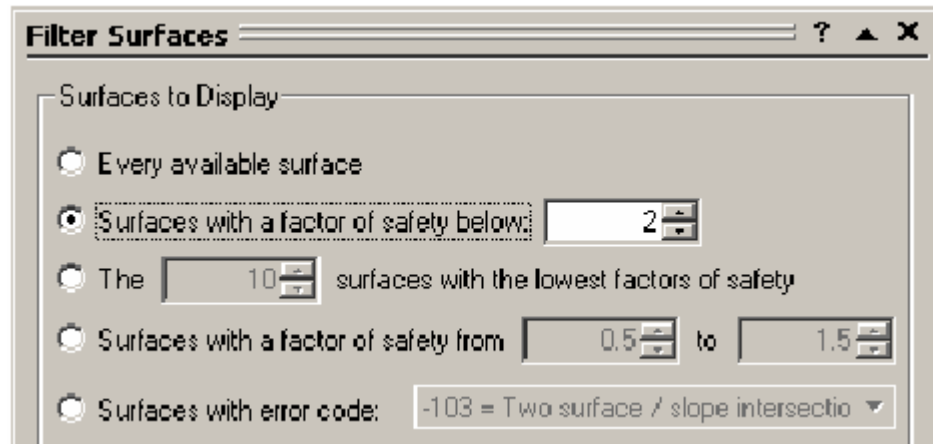 Filter Surfaces ?
Surfaces to Display
Every available surface
Surfaces with a factor of safety below: 2
The 10 surfaces with the lowest factors of safety
Surfaces with a factor of safety from 0.5 to 1.5
Surfaces with error code: -103 = Two surface / slope intersectio